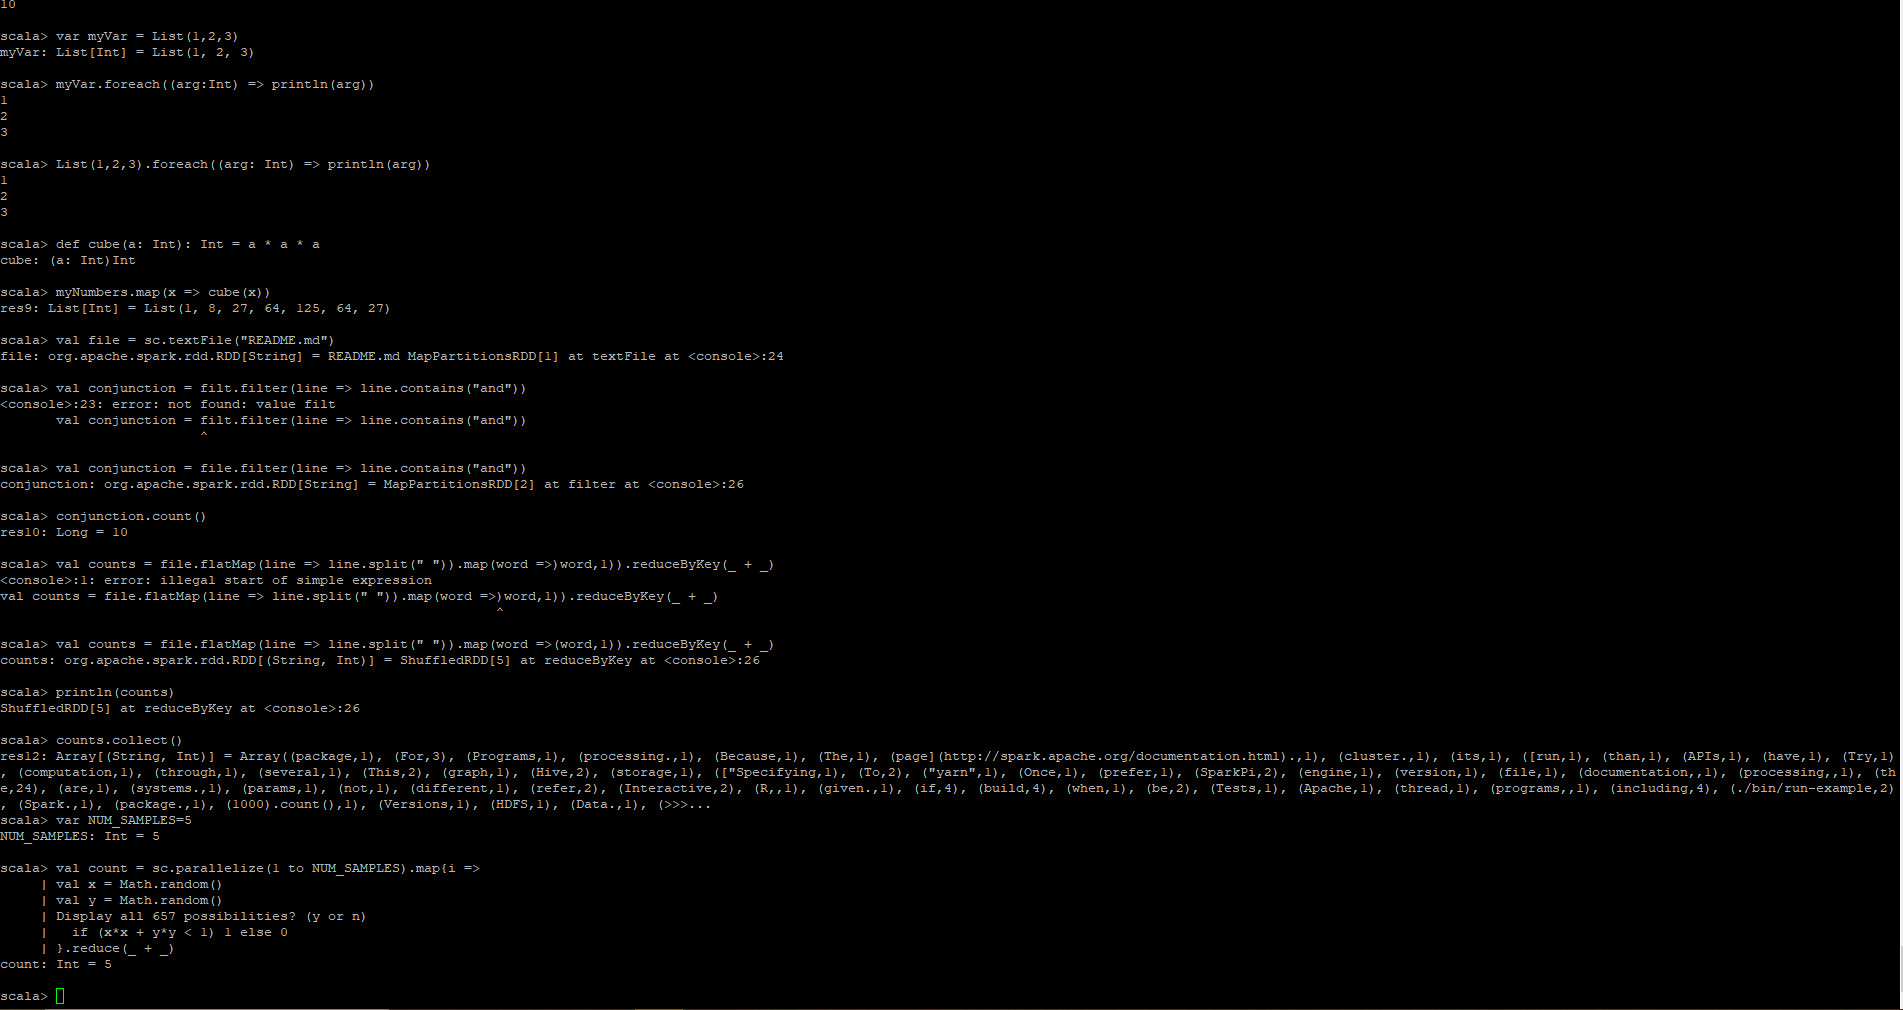 10
scala> var myVar = List(1,2,3)
myVar: List[Int] = List(1, 2, 3)
scala> myVar.foreach((arg:Int) => println(arg))
1
2
3
scala> List(1,2,3).foreach((arg: Int) => println(arg))
1
2
3
scala> def cube(a: Int): Int = a * a * a
cube: (a: Int)Int
scala> myNumbers.map(x => cube(x))
res9: List[Int] = List(1, 8, 27, 64, 125, 64, 27)
scala> val file = sc.textFile("README.md")
file: org.apache.spark.rdd.RDD[String] = README.md MapPartitionsRDD[1] at textFile at <console>:24
scala> val conjunction = filt.filter(line => line.contains("and"))
<console>:23: error: not found: value filt
       val conjunction = filt.filter(line => line.contains("and"))
                         ^
scala> val conjunction = file.filter(line => line.contains("and"))
conjunction: org.apache.spark.rdd.RDD[String] = MapPartitionsRDD[2] at filter at <console>:26
scala> conjunction.count()
res10: Long = 10
scala> val counts = file.flatMap(line => line.split(" ")).map(word =>)word,1)).reduceByKey(_ + _)
<console>:1: error: illegal start of simple expression
val counts = file.flatMap(line => line.split(" ")).map(word =>)word,1)).reduceByKey(_ + _)
                                                              ^
scala> val counts = file.flatMap(line => line.split(" ")).map(word =>(word,1)).reduceByKey(_ + _)
counts: org.apache.spark.rdd.RDD[(String, Int)] = ShuffledRDD[5] at reduceByKey at <console>:26
scala> println(counts)
ShuffledRDD[5] at reduceByKey at <console>:26
scala> counts.collect()
res12: Array[(String, Int)] = Array((package,1), (For,3), (Programs,1), (processing.,1), (Because,1), (The,1), (page](http://spark.apache.org/documentation.html).,1), (cluster.,1), (its,1), ([run,1), (than,1), (APIs,1), (have,1), (Try,1)
, (computation,1), (through,1), (several,1), (This,2), (graph,1), (Hive,2), (storage,1), (["Specifying,1), (To,2), ("yarn",1), (Once,1), (prefer,1), (SparkPi,2), (engine,1), (version,1), (file,1), (documentation,,1), (processing,,1), (th
e,24), (are,1), (systems.,1), (params,1), (not,1), (different,1), (refer,2), (Interactive,2), (R,,1), (given.,1), (if,4), (build,4), (when,1), (be,2), (Tests,1), (Apache,1), (thread,1), (programs,,1), (including,4), (./bin/run-example,2)
, (Spark.,1), (package.,1), (1000).count(),1), (Versions,1), (HDFS,1), (Data.,1), (>>>...
scala> var NUM_SAMPLES=5
NUM_SAMPLES: Int = 5
scala> val count = sc.parallelize(1 to NUM_SAMPLES).map{i =>
     | val x = Math.random()
     | val y = Math.random()
     | Display all 657 possibilities? (y or n)
     |   if (x*x + y*y < 1) 1 else 0
     | }.reduce(_ + _)
count: Int = 5
scala>